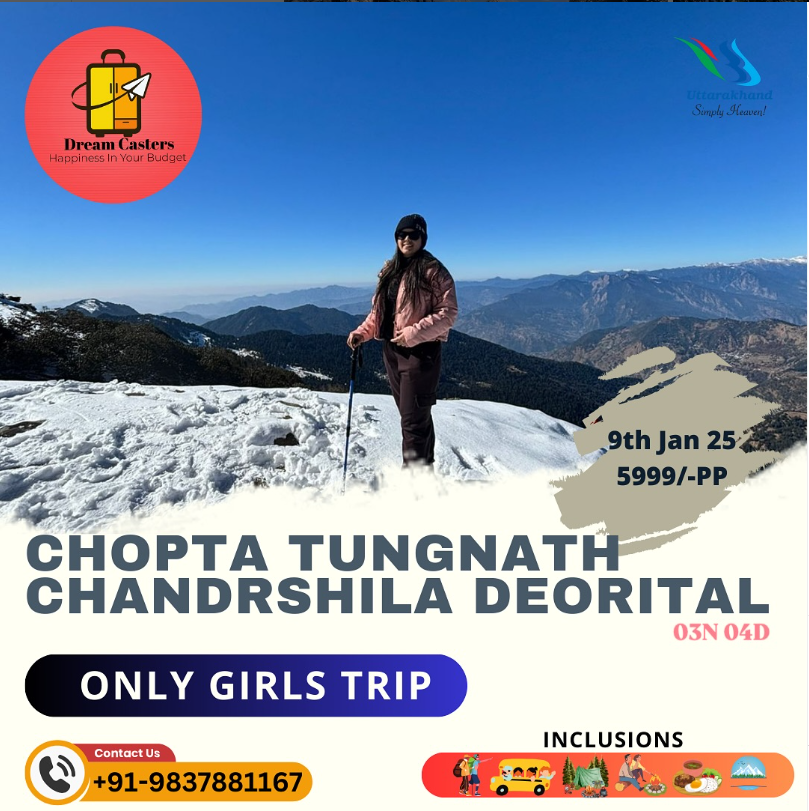 Dream Casters
Happiness In Your Budget
Uttarakhand
Simply Heaven!
9th Jan 25
5999/-PP
CHOPTA TUNGNATH
CHANDRSHILA DEORITAL
03N 04D
ONLY GIRLS TRIP
Contact Us
+91-9837881167
INCLUSIONS